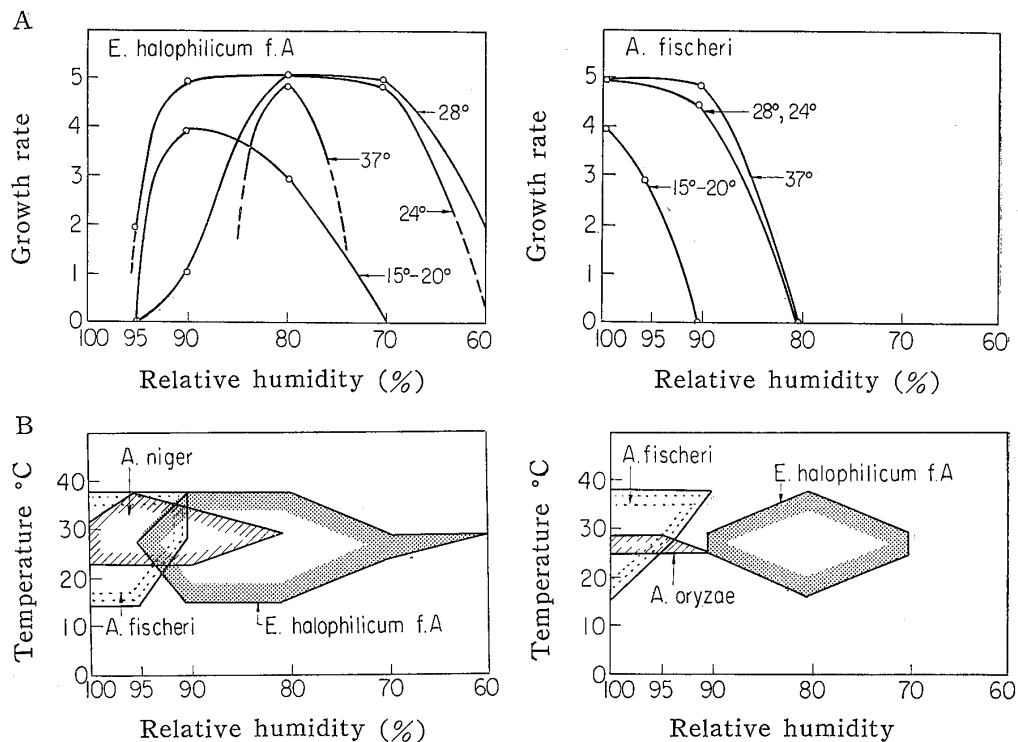 A
E. halophilicum f.A
Growth rate
5
4
3
2
1
0
28°
37°
24°
15°-20°
100 95 90 80 70 60
Relative humidity (%)
A. fischeri
Growth rate
5
4
3
2
1
0
28°, 24°
37°
15°-20°
100 95 90 80 70 60
Relative humidity (%)
B
Temperature °C
40
30
20
10
0
A. niger
A. fischeri
E. halophilicum f.A
100 95 90 80 70 60
Relative humidity (%)
Temperature °C
40
30
20
10
0
A. fischeri
E. halophilicum f.A
A. oryzae
100 95 90 80 70 60
Relative humidity